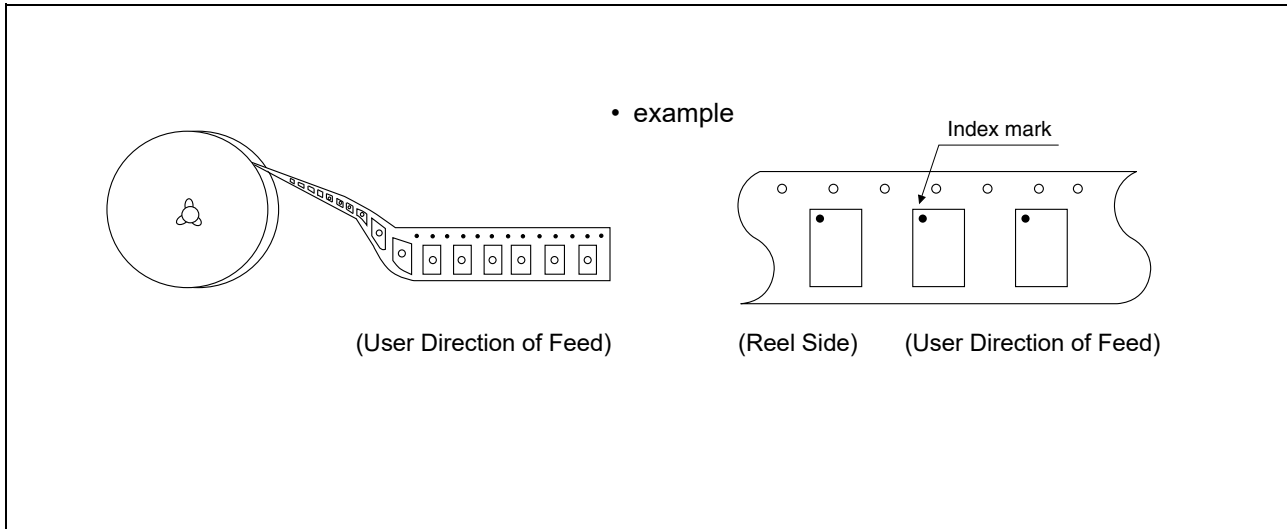 • example
Index mark
(User Direction of Feed)
(Reel Side)
(User Direction of Feed)